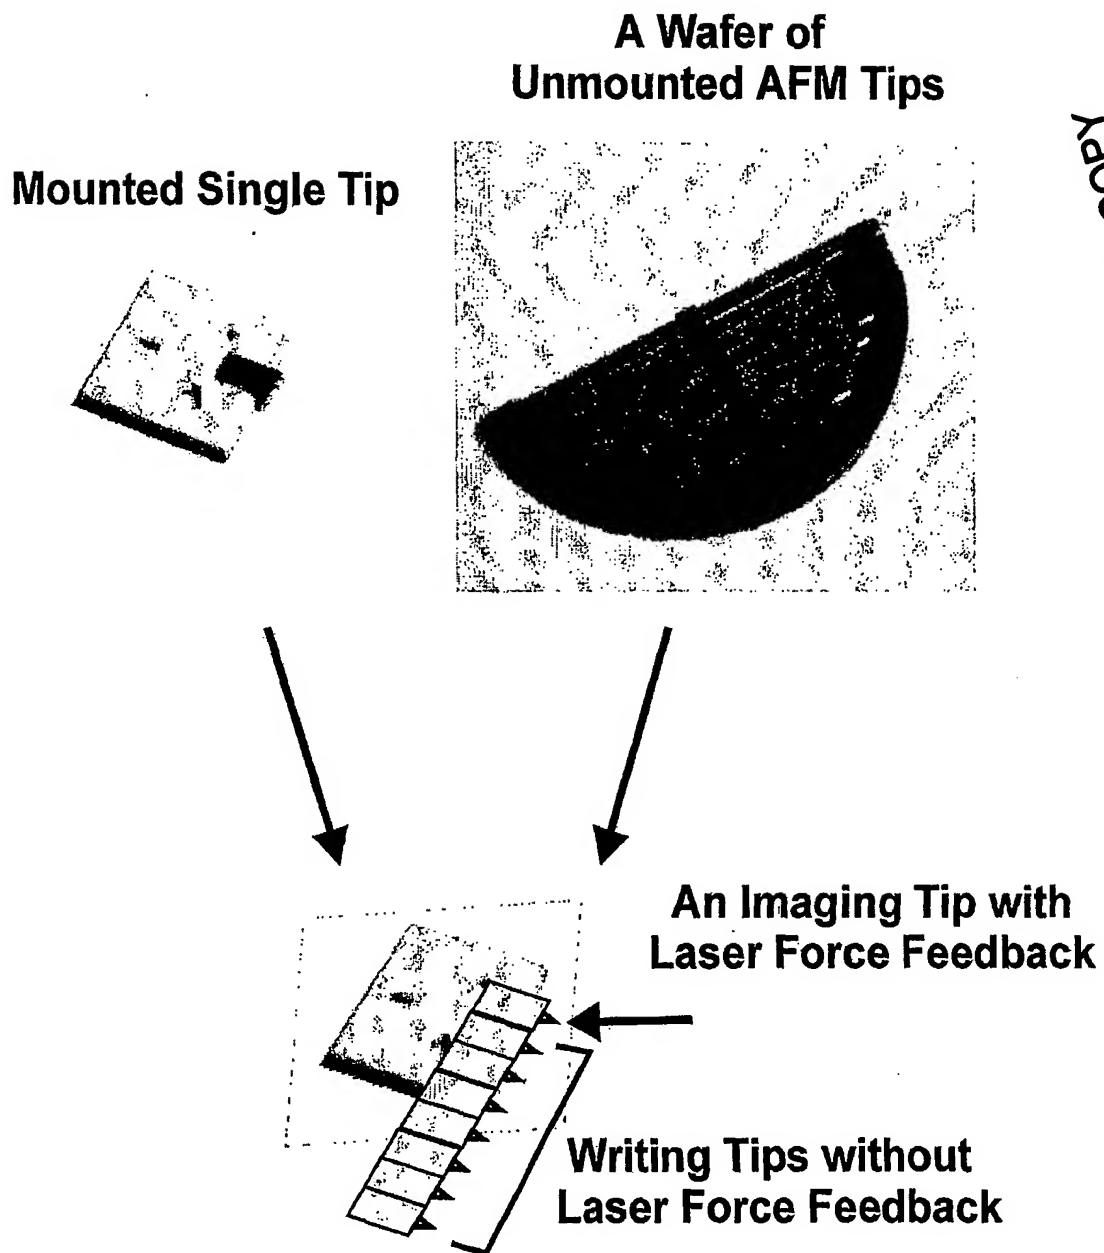 A Wafer of
Unmounted AFM Tips
Mounted Single Tip
An Imaging Tip with
Laser Force Feedback
Writing Tips without
Laser Force Feedback